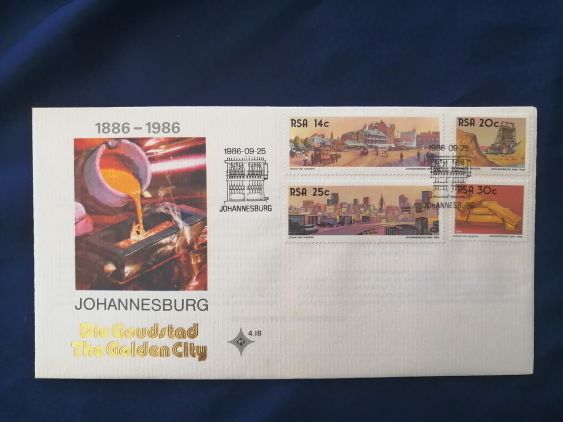 1886 – 1986
JOHANNESBURG
Die Goudstad
The Golden City
4.18
1986-09-25
JOHANNESBURG
RSA 14c
RSA 20c
1986-09-25
JOHANNESBURG
RSA 25c
RSA 30c